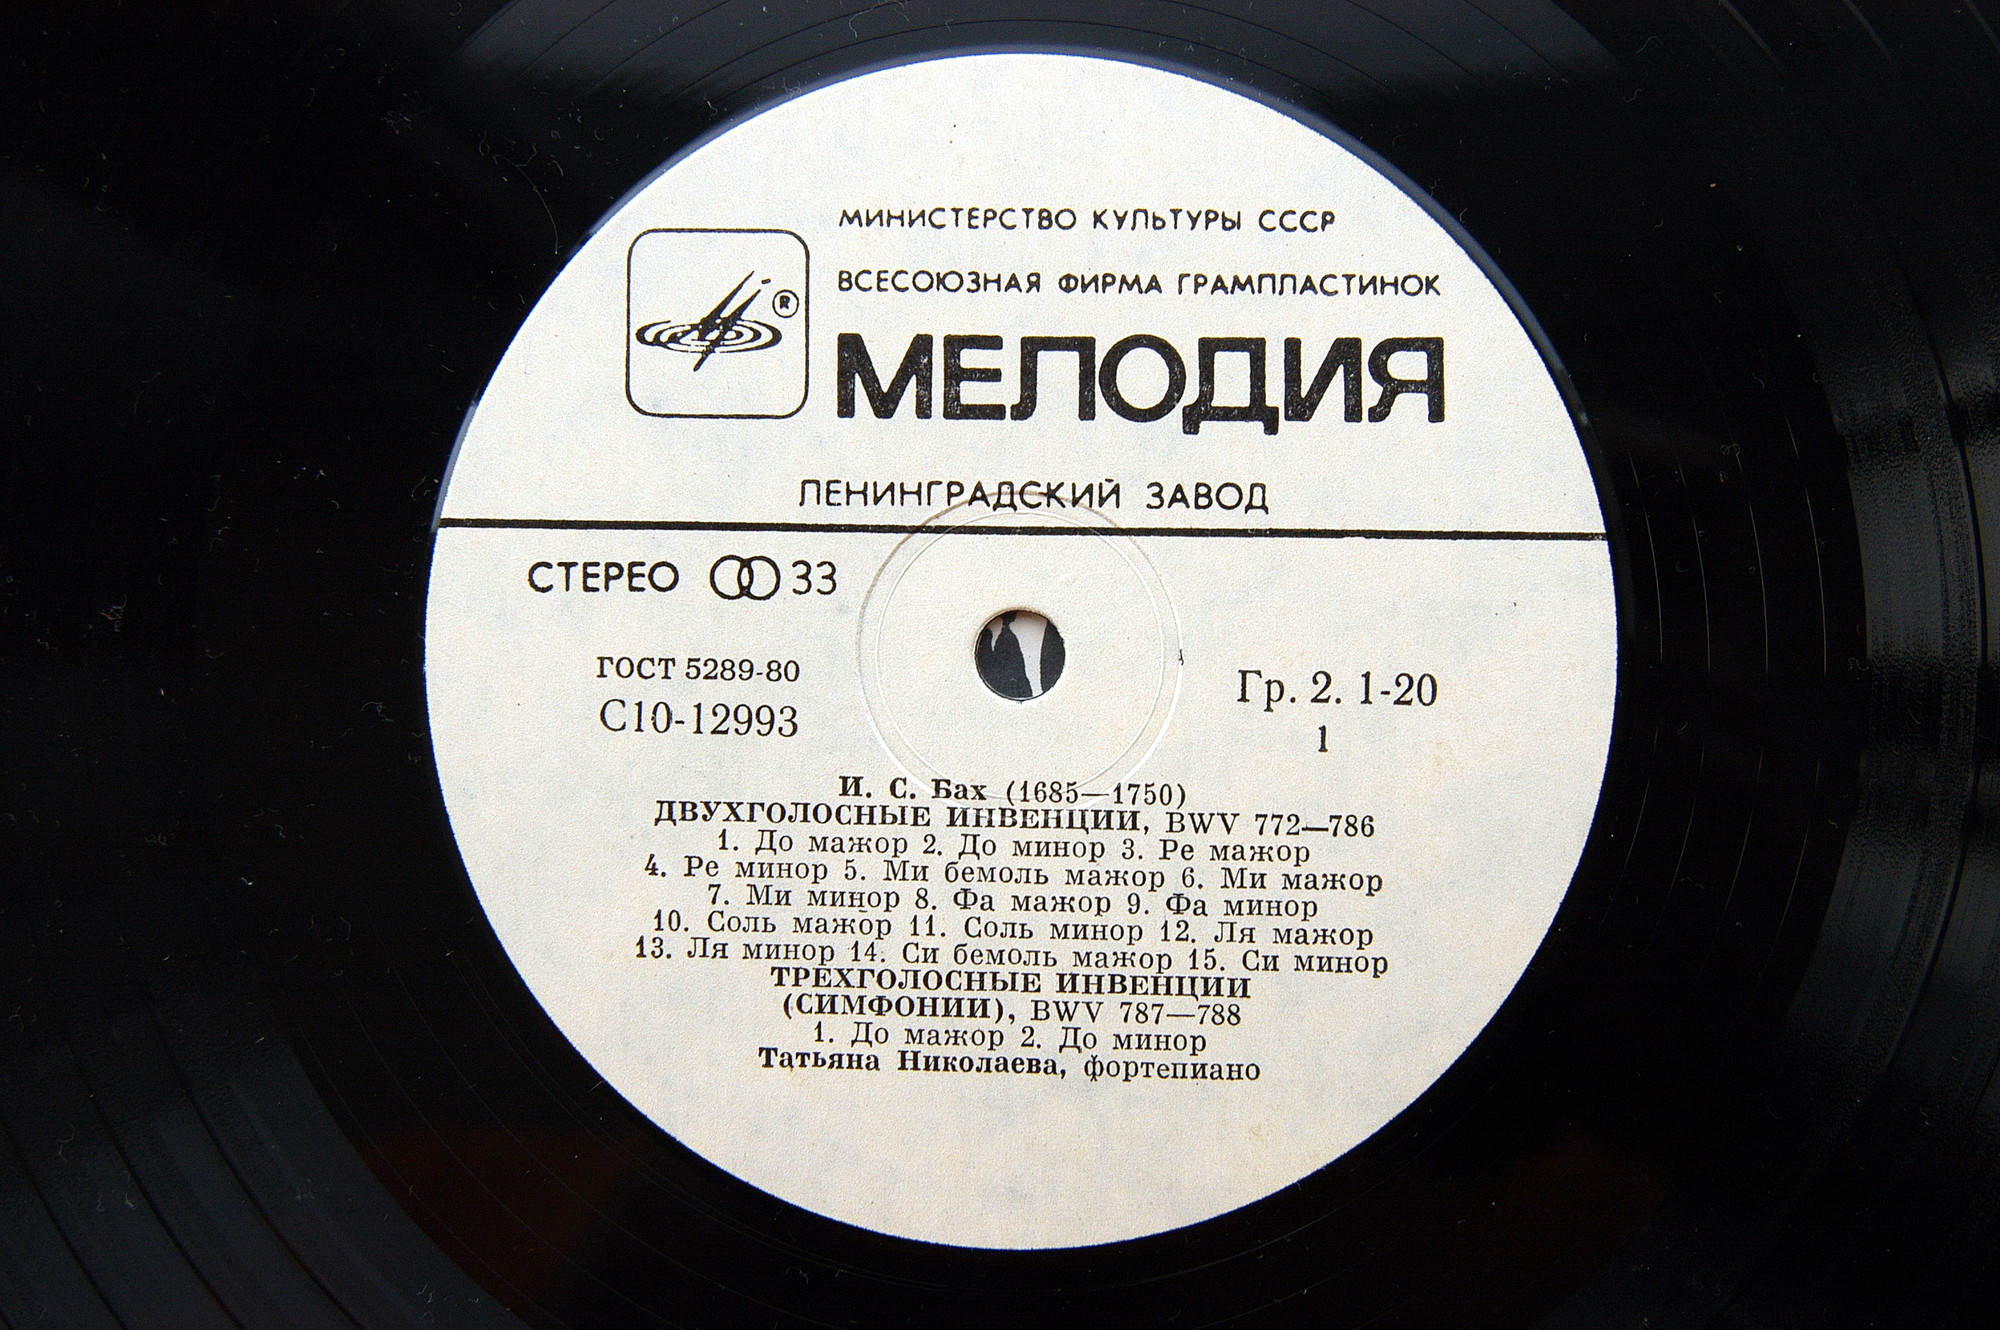 МИНИСТЕРСТВО КУЛЬТУРЫ СССР
ВСЕСОЮЗНАЯ ФИРМА ГРАМПЛАСТИНОК
®
МЕЛОДИЯ
ЛЕНИНГРАДСКИЙ ЗАВОД
СТЕРЕО 33
ГОСТ 5289-80
С10-12993
Гр. 2. 1-20
1
И. С. Бах (1685—1750)
ДВУХГОЛОСНЫЕ ИНВЕНЦИИ, BWV 772—786
1. До мажор 2. До минор 3. Ре мажор
4. Ре минор 5. Ми бемоль мажор 6. Ми мажор
7. Ми минор 8. Фа мажор 9. Фа минор
10. Соль мажор 11. Соль минор 12. Ля мажор
13. Ля минор 14. Си бемоль мажор 15. Си минор
ТРЕХГОЛОСНЫЕ ИНВЕНЦИИ
(СИМФОНИИ), BWV 787—788
1. До мажор 2. До минор
Татьяна Николаева, фортепиано